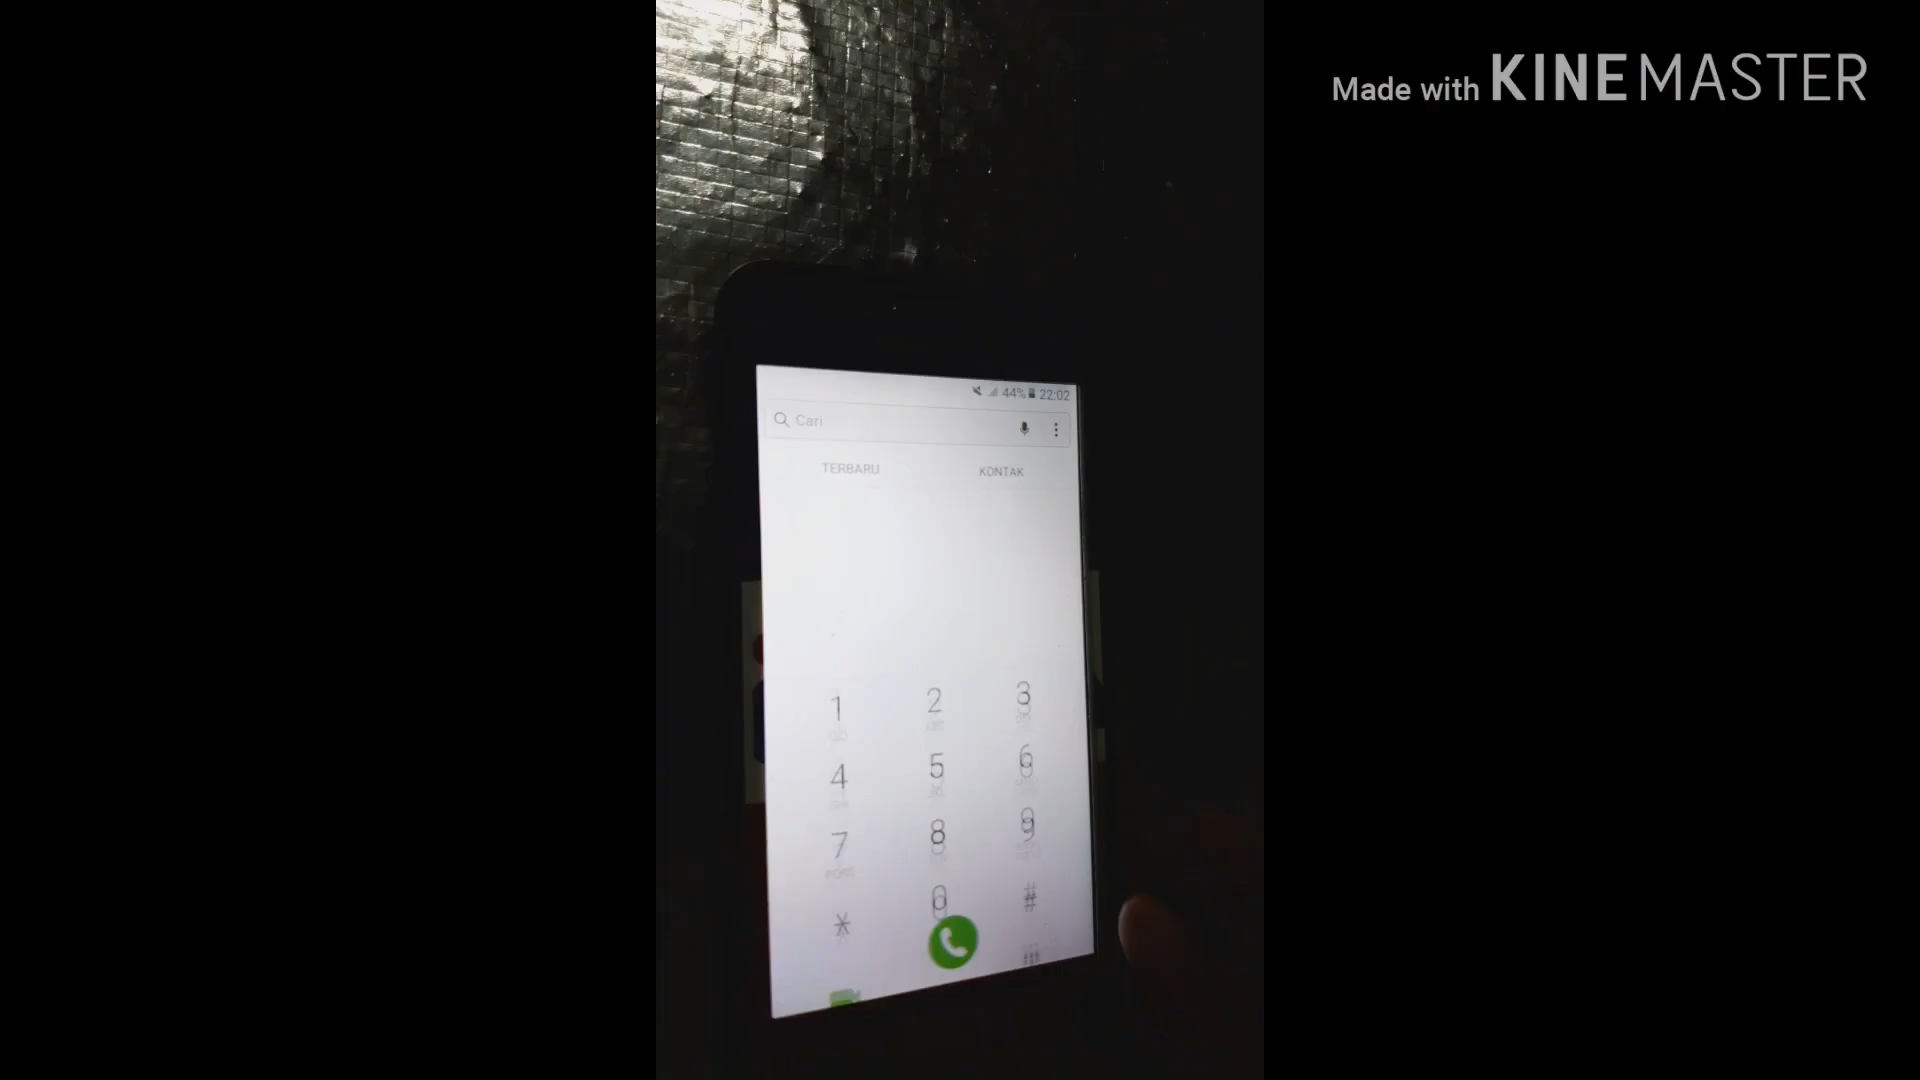 Made with KINEMASTER
44% 22:02
Cari
TERBARU KONTAK
1 2 3
4 5 6
7 8 9
* 0 #